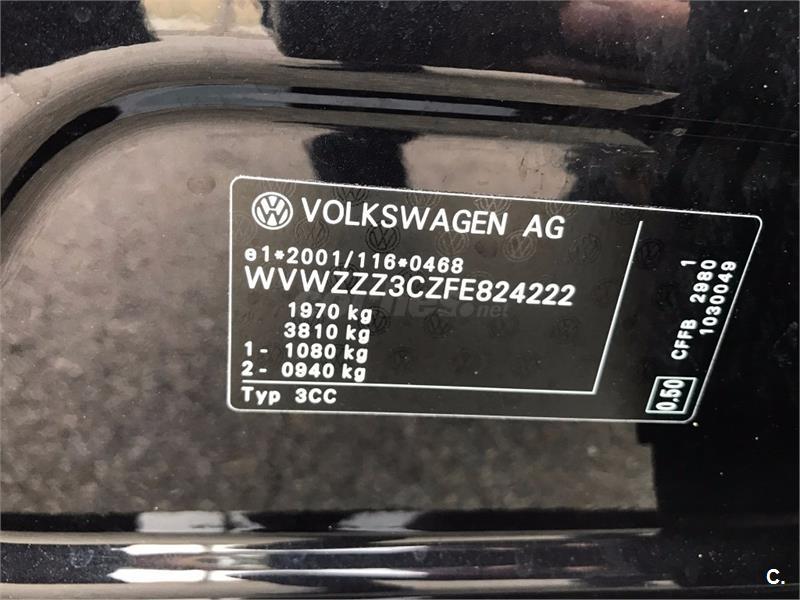 VOLKSWAGEN AG
e1*2001/116*0468
WVWZZZ3CZFE824222
1970 kg
3810 kg
1 - 1080 kg
2 - 0940 kg
Typ 3CC
0.50
CFFB 2980 1
1030049
.net
C.